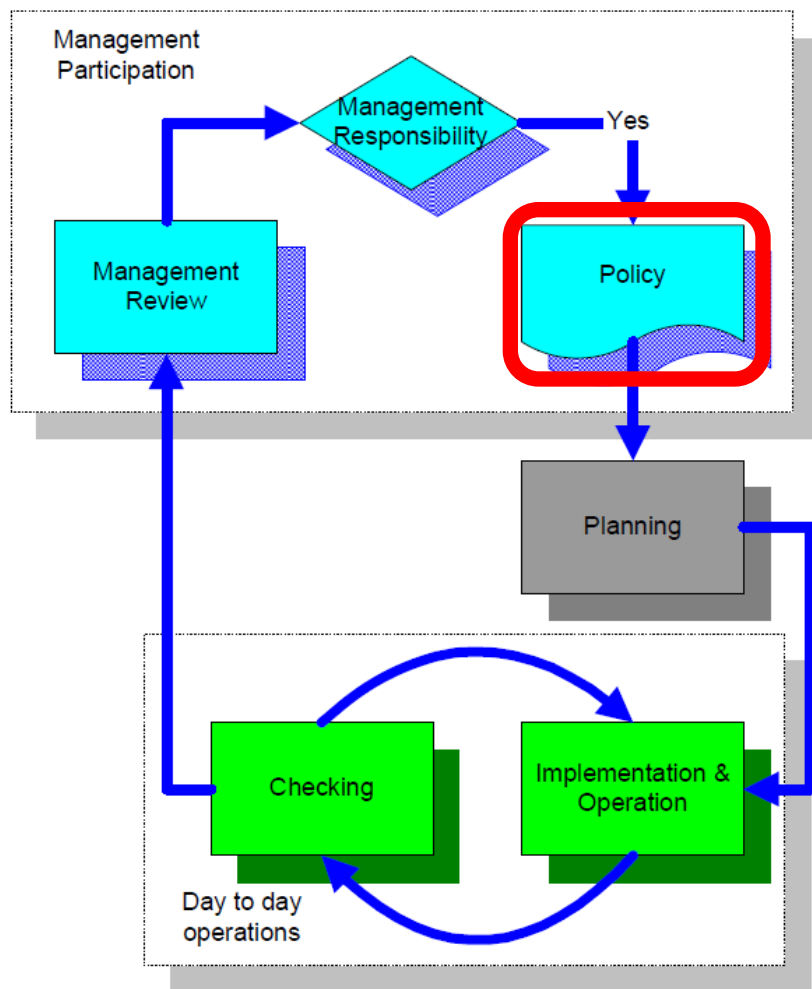 Management
Participation
Management
Responsibility
Yes
Management
Review
Policy
Planning
Checking
Implementation &
Operation
Day to day
operations